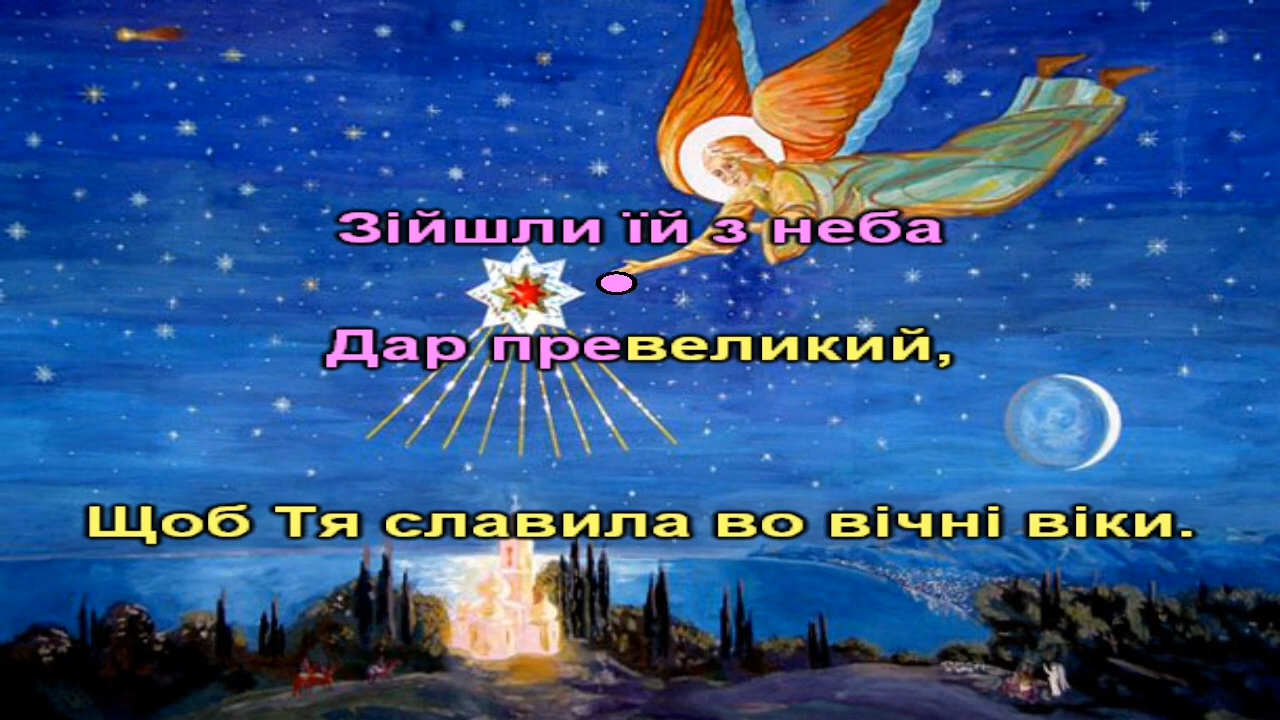 Зійшли їй з неба
Дар превеликий,
Щоб Тя славила во вічні віки.